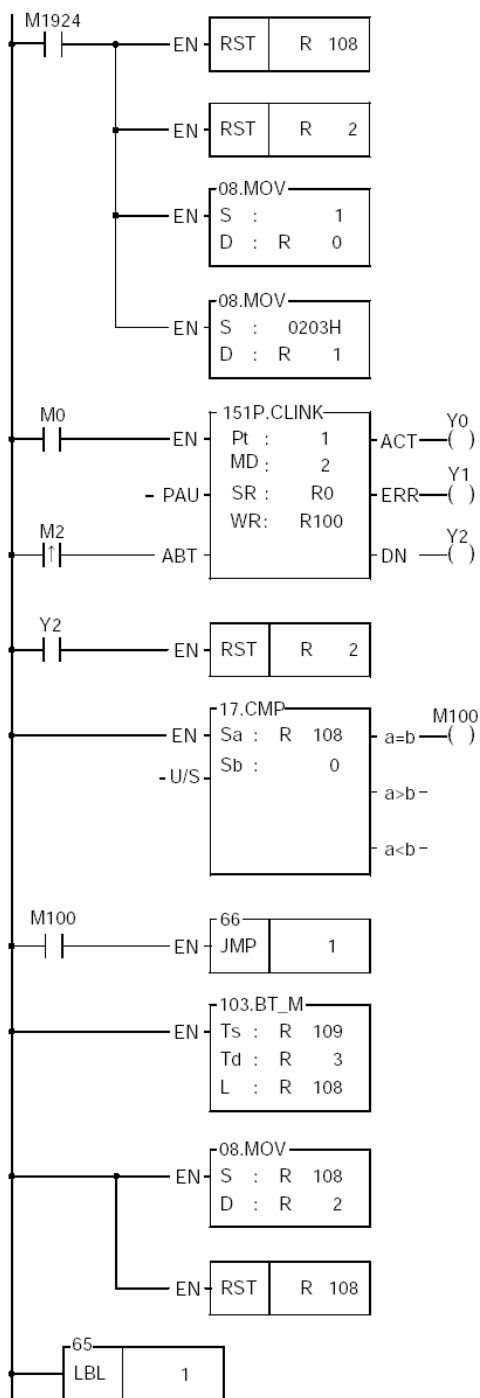 M1924
EN RST R 108
EN RST R 2
08.MOV
EN S : 1
D : R 0
08.MOV
EN S : 0203H
D : R 1
M0
151P.CLINK
EN Pt : 1 ACT Y0 ( )
MD : 2
- PAU SR : R0 ERR Y1 ( )
WR: R100
M2
↑ ABT DN Y2 ( )
Y2
EN RST R 2
17.CMP
EN Sa : R 108 a=b M100 ( )
- U/S Sb : 0
a>b -
a<b -
M100
66
EN JMP 1
103.BT_M
EN Ts : R 109
Td : R 3
L : R 108
08.MOV
EN S : R 108
D : R 2
EN RST R 108
65
LBL 1